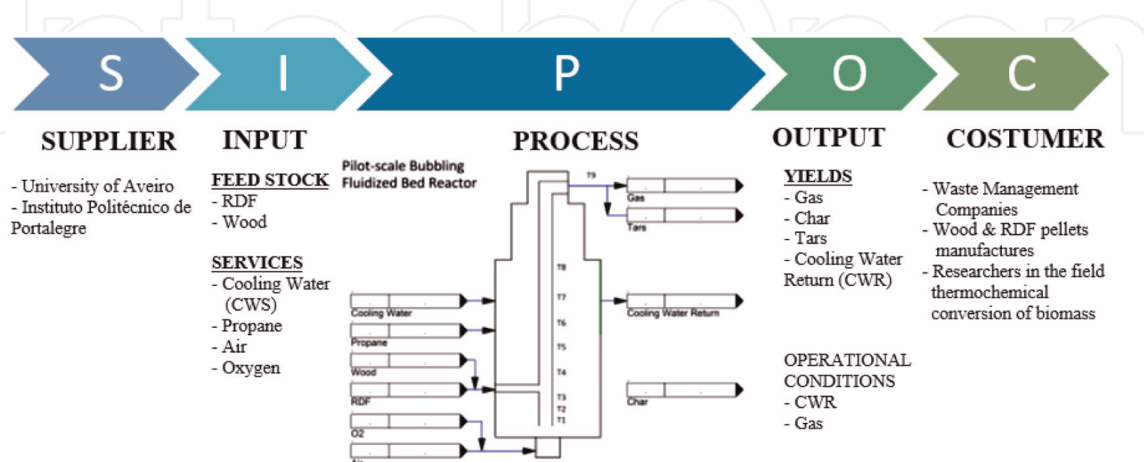 S
I
P
O
C
SUPPLIER
- University of Aveiro
- Instituto Politécnico de
Portalegre
INPUT
FEED STOCK
- RDF
- Wood
SERVICES
- Cooling Water
(CWS)
- Propane
- Air
- Oxygen
PROCESS
Pilot-scale Bubbling
Fluidized Bed Reactor
T9
Gas
Tars
T8
T7
Cooling Water
Cooling Water Return
T6
Propane
T5
Wood
T4
T3
RDF
Char
T2
T1
O2
OUTPUT
YIELDS
- Gas
- Char
- Tars
- Cooling Water
Return (CWR)
OPERATIONAL
CONDITIONS
- CWR
- Gas
COSTUMER
- Waste Management
Companies
- Wood & RDF pellets
manufactures
- Researchers in the field
thermochemical
conversion of biomass